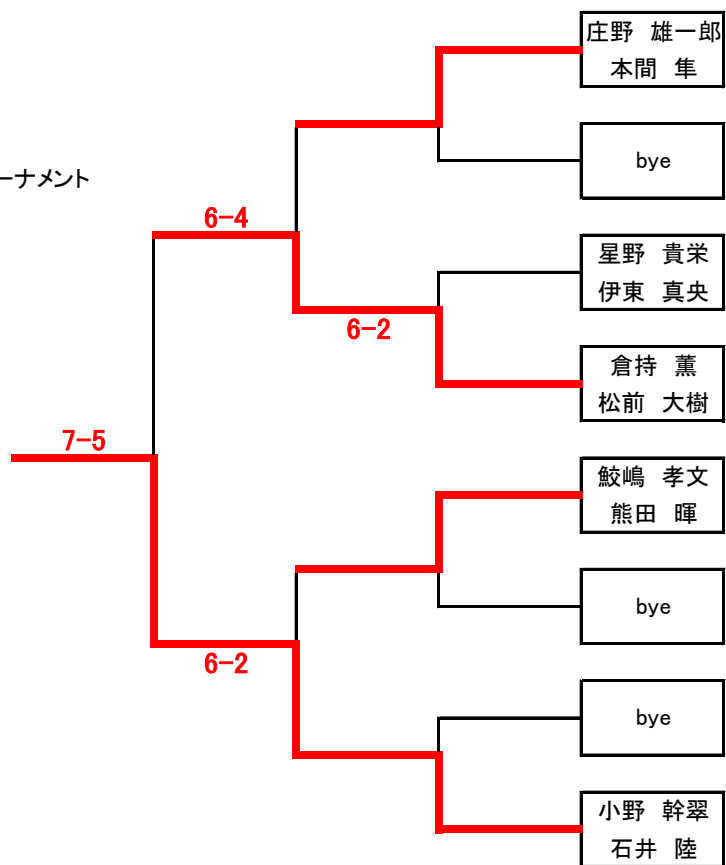 庄野　雄一郎
本間　隼
bye
ーナメント
6-4
星野　貴栄
伊東　真央
6-2
倉持　薫
松前　大樹
7-5
鮫嶋　孝文
熊田　暉
bye
6-2
bye
小野　幹翠
石井　陸